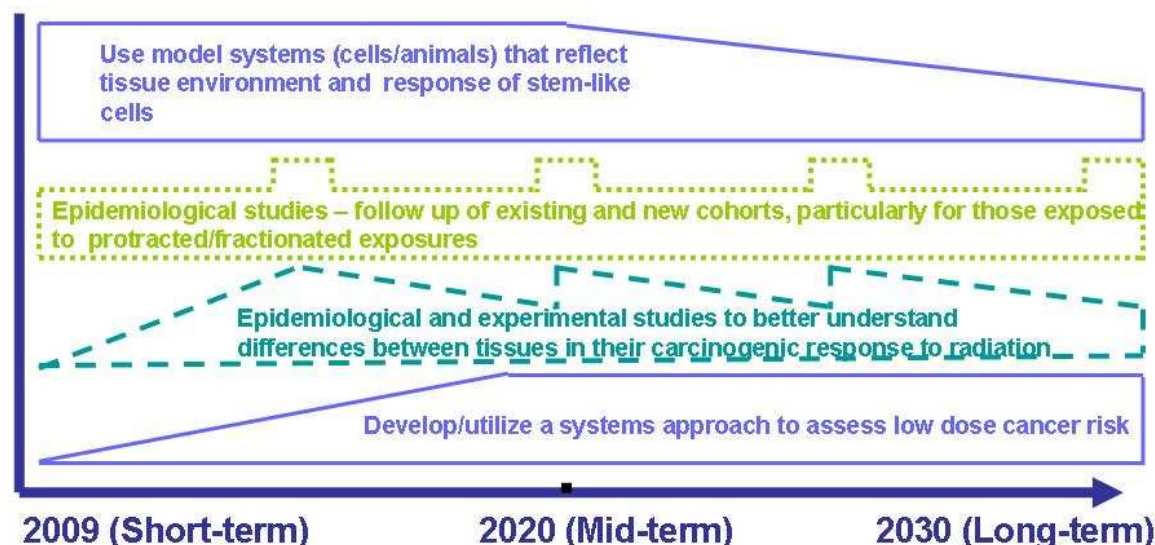 Use model systems (cells/animals) that reflect
tissue environment and response of stem-like
cells
Epidemiological studies – follow up of existing and new cohorts, particularly for those exposed
to protracted/fractionated exposures
Epidemiological and experimental studies to better understand
differences between tissues in their carcinogenic response to radiation
Develop/utilize a systems approach to assess low dose cancer risk
2009 (Short-term) 2020 (Mid-term) 2030 (Long-term)